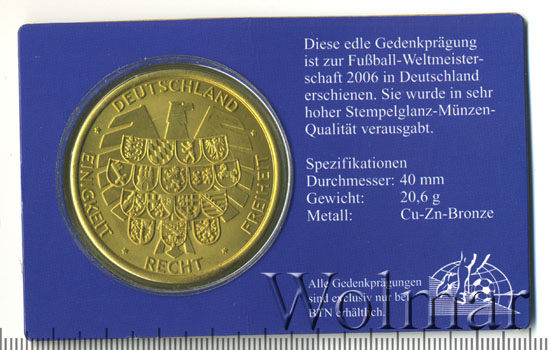 DEUTSCHLAND
EINIGKEIT
RECHT
FREIHEIT
Diese edle Gedenkprägung
ist zur Fußball-Weltmeister-
schaft 2006 in Deutschland
erschienen. Sie wurde in sehr
hoher Stempelglanz-Münzen-
Qualität verausgabt.
Spezifikationen
Durchmesser: 40 mm
Gewicht: 20,6 g
Metall: Cu-Zn-Bronze
Alle Gedenkprägungen
sind exclusiv nur bei
BTN erhältlich.
Wolmar